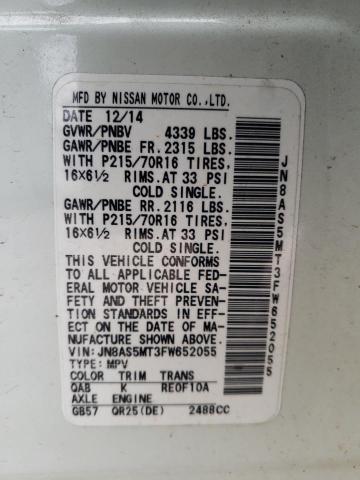 MFD BY NISSAN MOTOR CO.,LTD.
DATE 12/14
GVWR/PNBV 4339 LBS.
GAWR/PNBE FR. 2315 LBS.
WITH P215/70R16 TIRES,
16X6½ RIMS.AT 33 PSI
COLD SINGLE.
GAWR/PNBE RR. 2116 LBS.
WITH P215/70R16 TIRES,
16X6½ RIMS.AT 33 PSI
COLD SINGLE.
THIS VEHICLE CONFORMS
TO ALL APPLICABLE FED-
ERAL MOTOR VEHICLE SA-
FETY AND THEFT PREVENTION
STANDARDS IN EFFECT
ON THE DATE OF MA-
NUFACTURE SHOWN ABOVE.
VIN:JN8AS5MT3FW652055
TYPE: MPV
COLOR TRIM TRANS
QAB K RE0F10A
AXLE ENGINE
GB57 QR25(DE) 2488CC
JN8AS5MT3FW652055